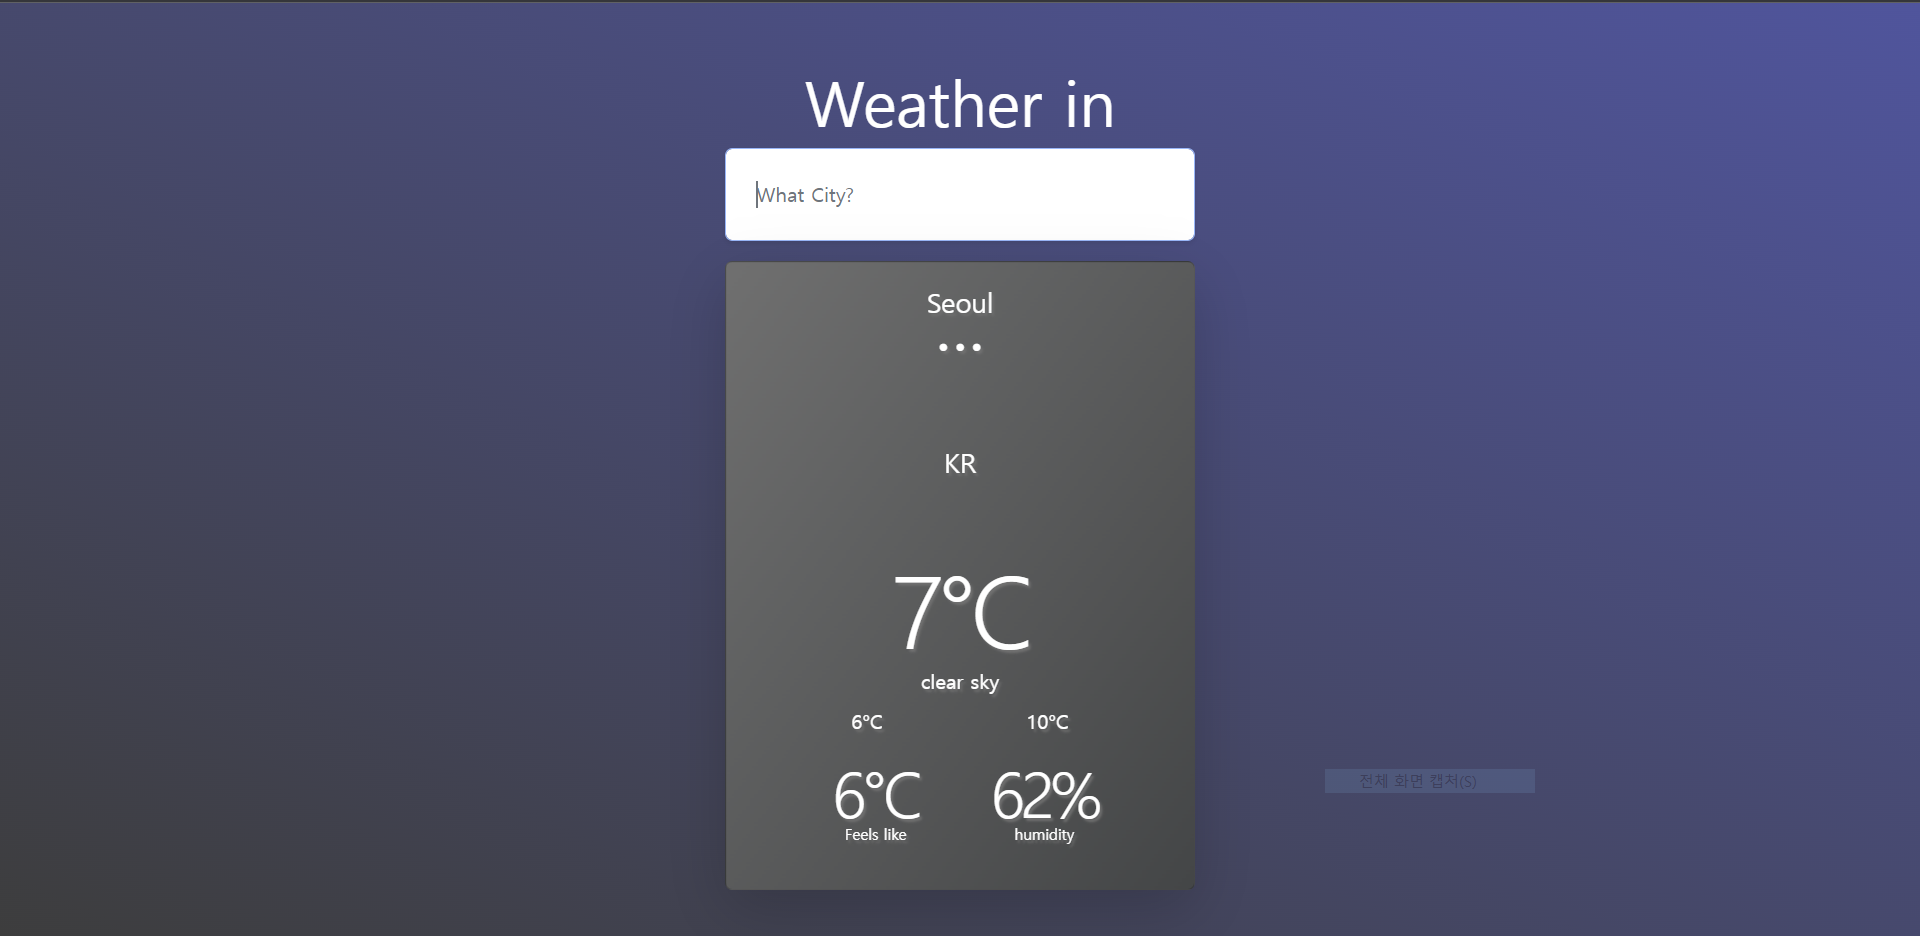 Weather in
What City?
Seoul
•••
KR
7°C
clear sky
6°C 10°C
6°C 62%
Feels like humidity
전체 화면 캡처(S)